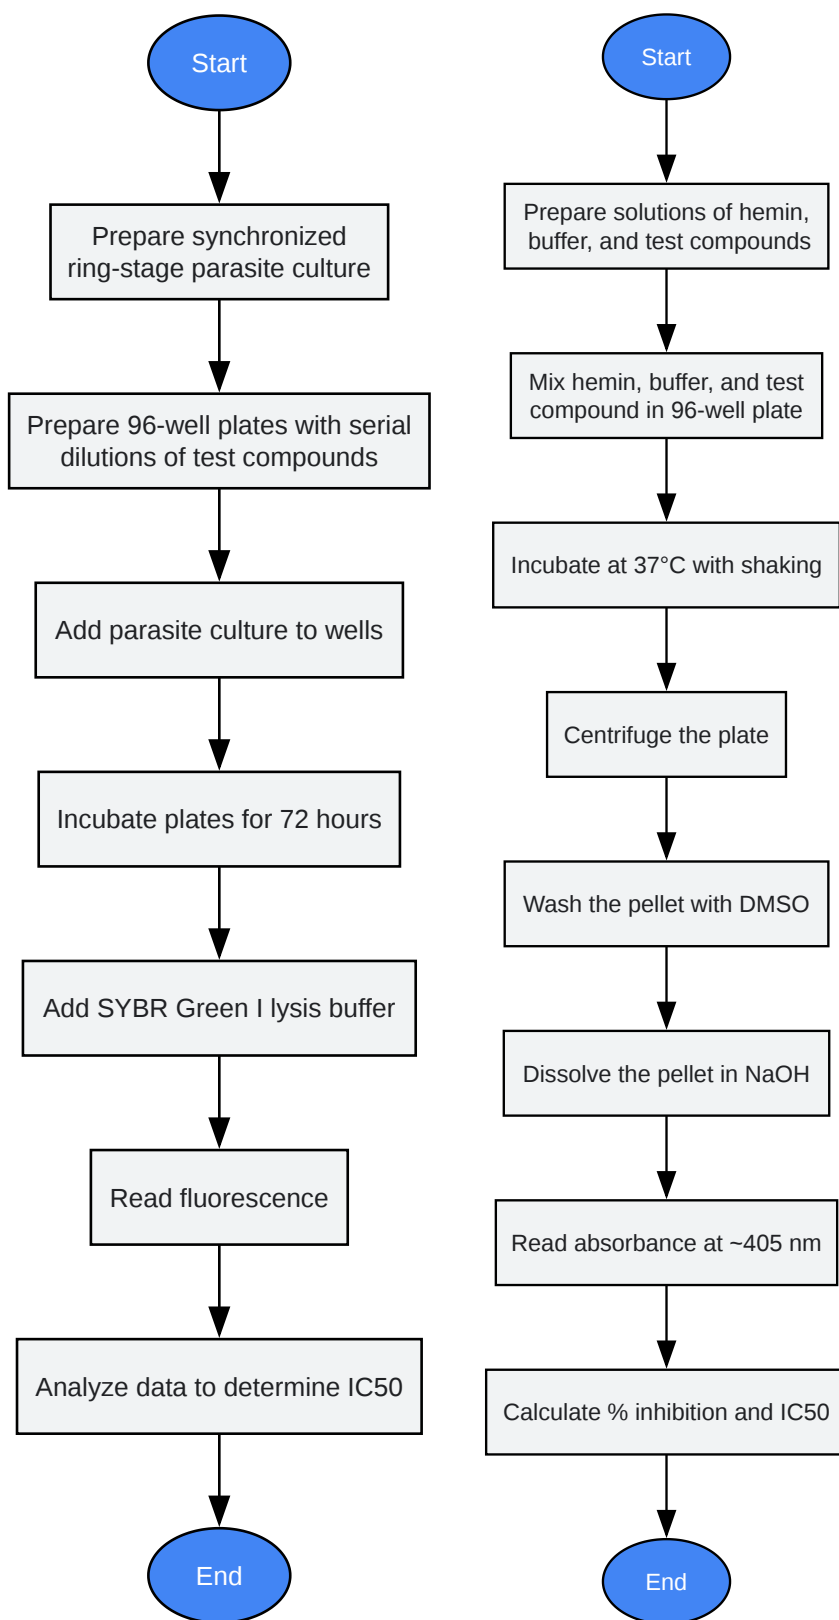 Start
Prepare synchronized
ring-stage parasite culture
Prepare 96-well plates with serial
dilutions of test compounds
Add parasite culture to wells
Incubate plates for 72 hours
Add SYBR Green I lysis buffer
Read fluorescence
Analyze data to determine IC50
End
Start
Prepare solutions of hemin,
buffer, and test compounds
Mix hemin, buffer, and test
compound in 96-well plate
Incubate at 37°C with shaking
Centrifuge the plate
Wash the pellet with DMSO
Dissolve the pellet in NaOH
Read absorbance at ~405 nm
Calculate % inhibition and IC50
End